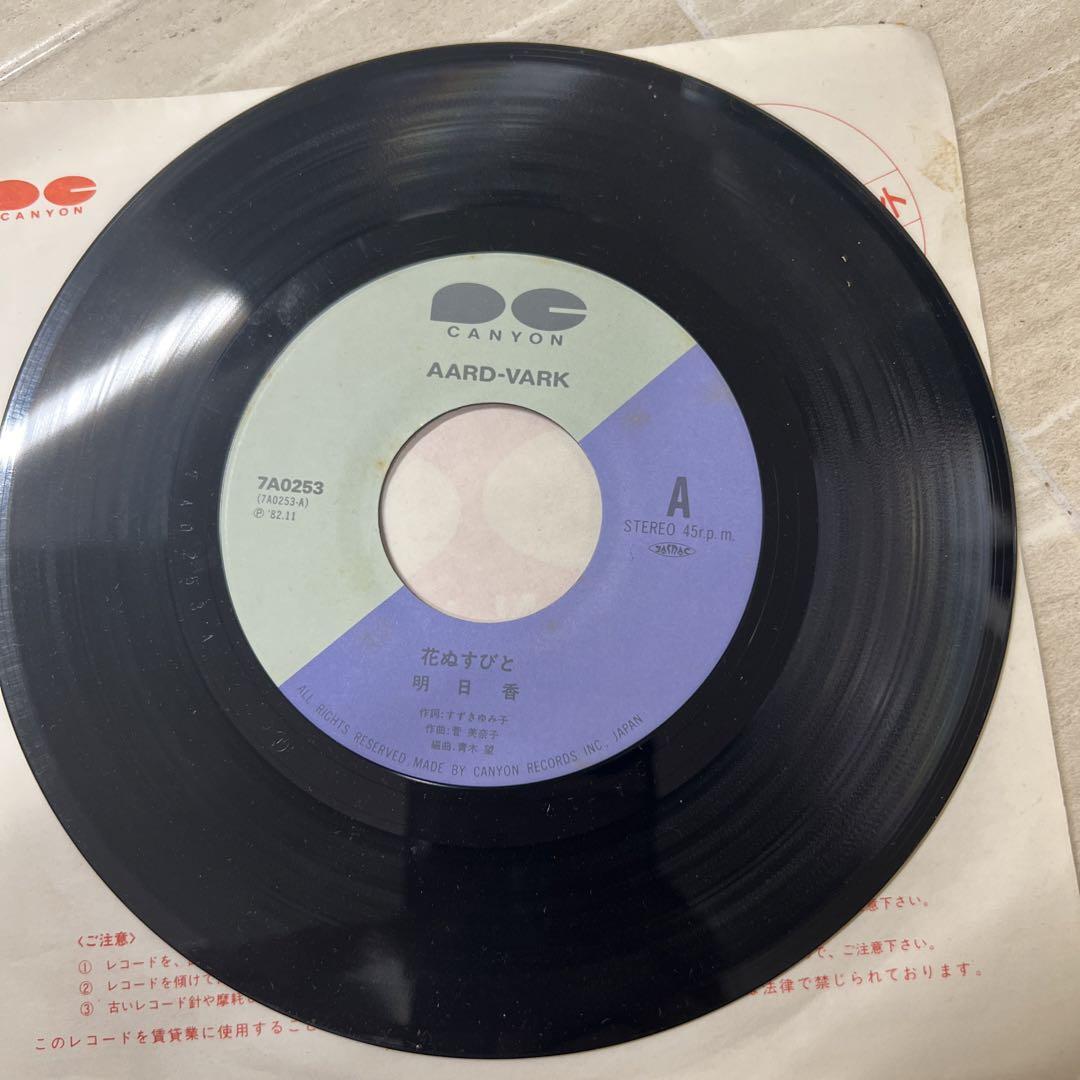 CANYON
チ
CANYON
AARD-VARK
7A0253
(7A0253-A)
Ⓟ '82.11
A
STEREO 45r.p.m.
花ぬすびと
明日香
作詞:すずきゆみ子
作曲:菅 美奈子
編曲:青木 望
ALL RIGHTS RESERVED, MADE BY CANYON RECORDS INC., JAPAN
7A0253 A
〈ご注意〉
① レコードを、
意下さい。
② レコードを傾けて
で、ご注意下さい。
③ 古いレコード針や摩耗
このレコードを賃貸業に使用するこ
は法律で禁じられております。